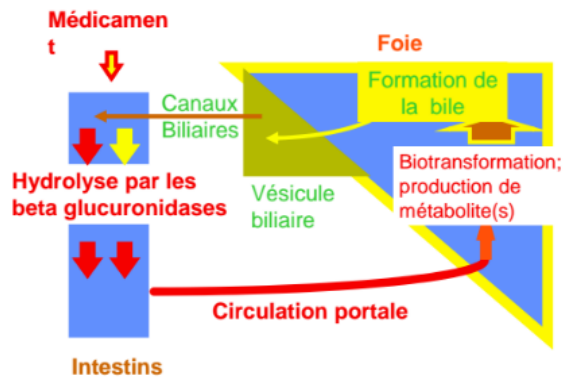 Médicamen
t
Foie
Formation de
la bile
Canaux
Biliaires
Biotransformation;
production de
métabolite(s)
Hydrolyse par les
beta glucuronidases
Vésicule
biliaire
Circulation portale
Intestins